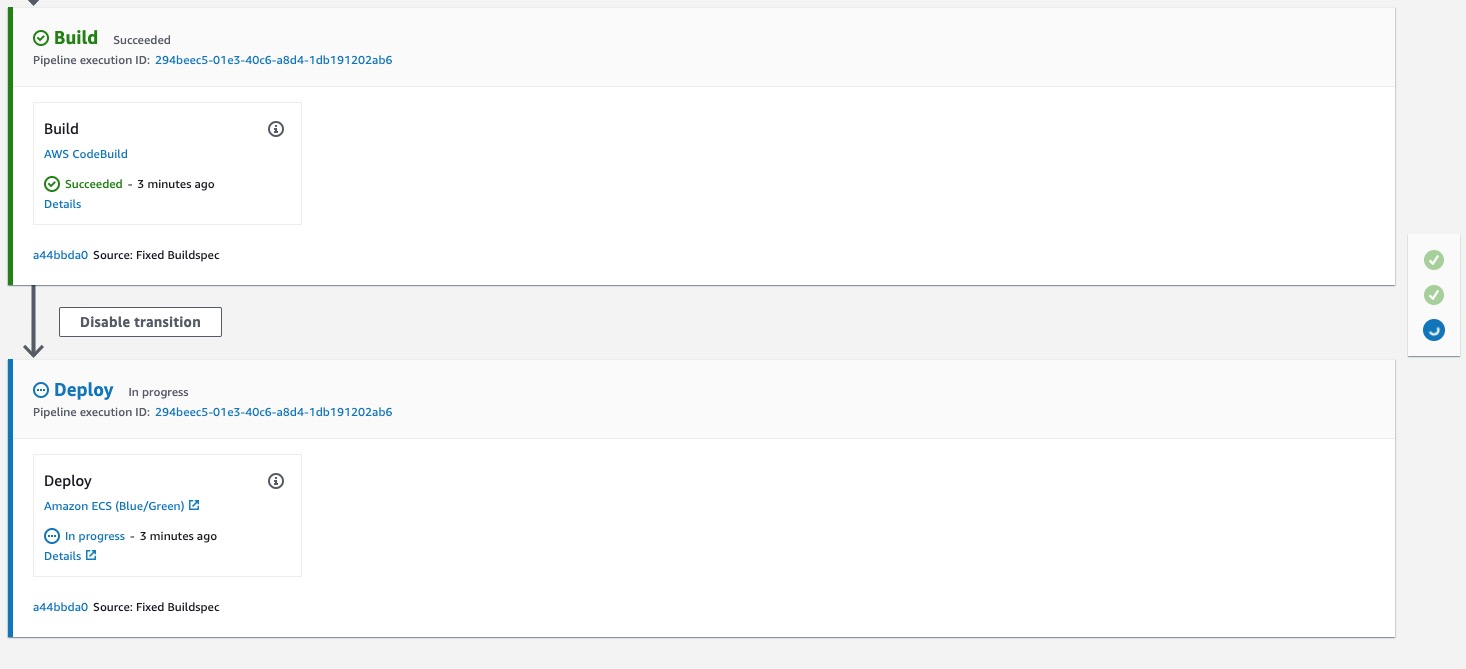 Build Succeeded
Pipeline execution ID: 294beec5-01e3-40c6-a8d4-1db191202ab6
Build
AWS CodeBuild
Succeeded - 3 minutes ago
Details
a44bbda0 Source: Fixed Buildspec
Disable transition
Deploy In progress
Pipeline execution ID: 294beec5-01e3-40c6-a8d4-1db191202ab6
Deploy
Amazon ECS (Blue/Green)
In progress - 3 minutes ago
Details
a44bbda0 Source: Fixed Buildspec